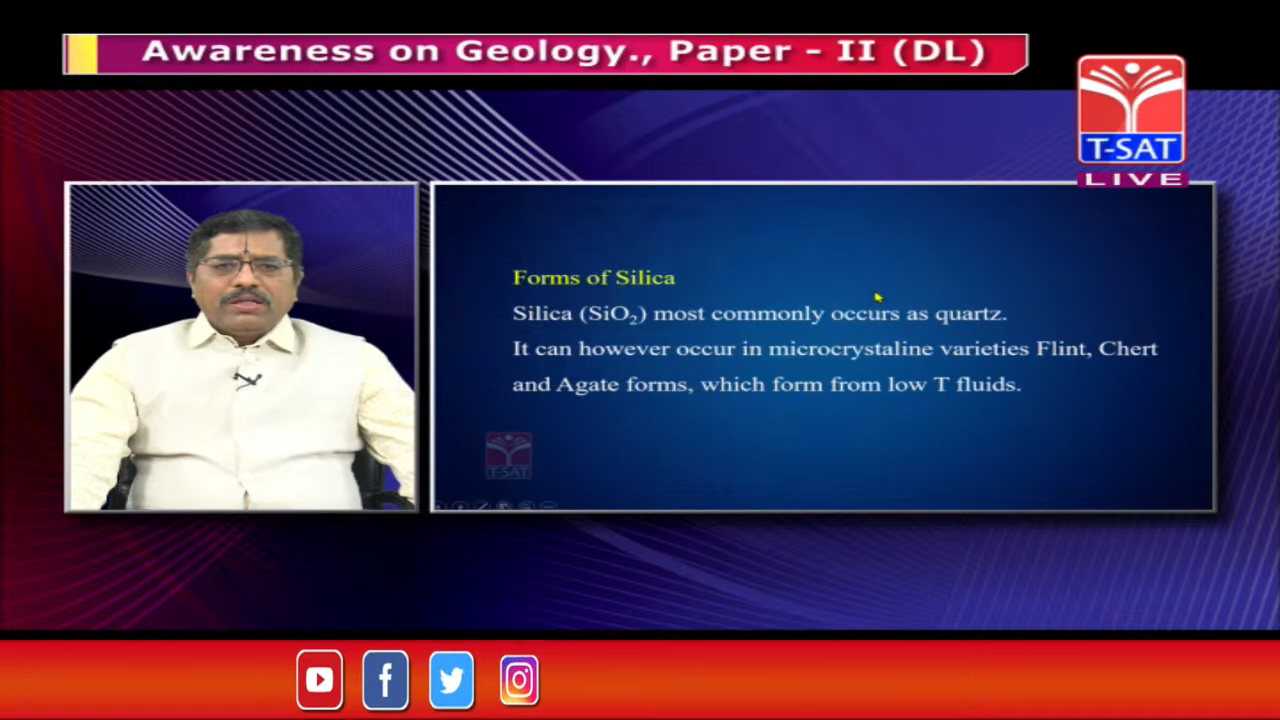 Awareness on Geology., Paper - II (DL)
T-SAT
LIVE
Forms of Silica
Silica (SiO₂) most commonly occurs as quartz.
It can however occur in microcrystaline varieties Flint, Chert
and Agate forms, which form from low T fluids.
T-SAT